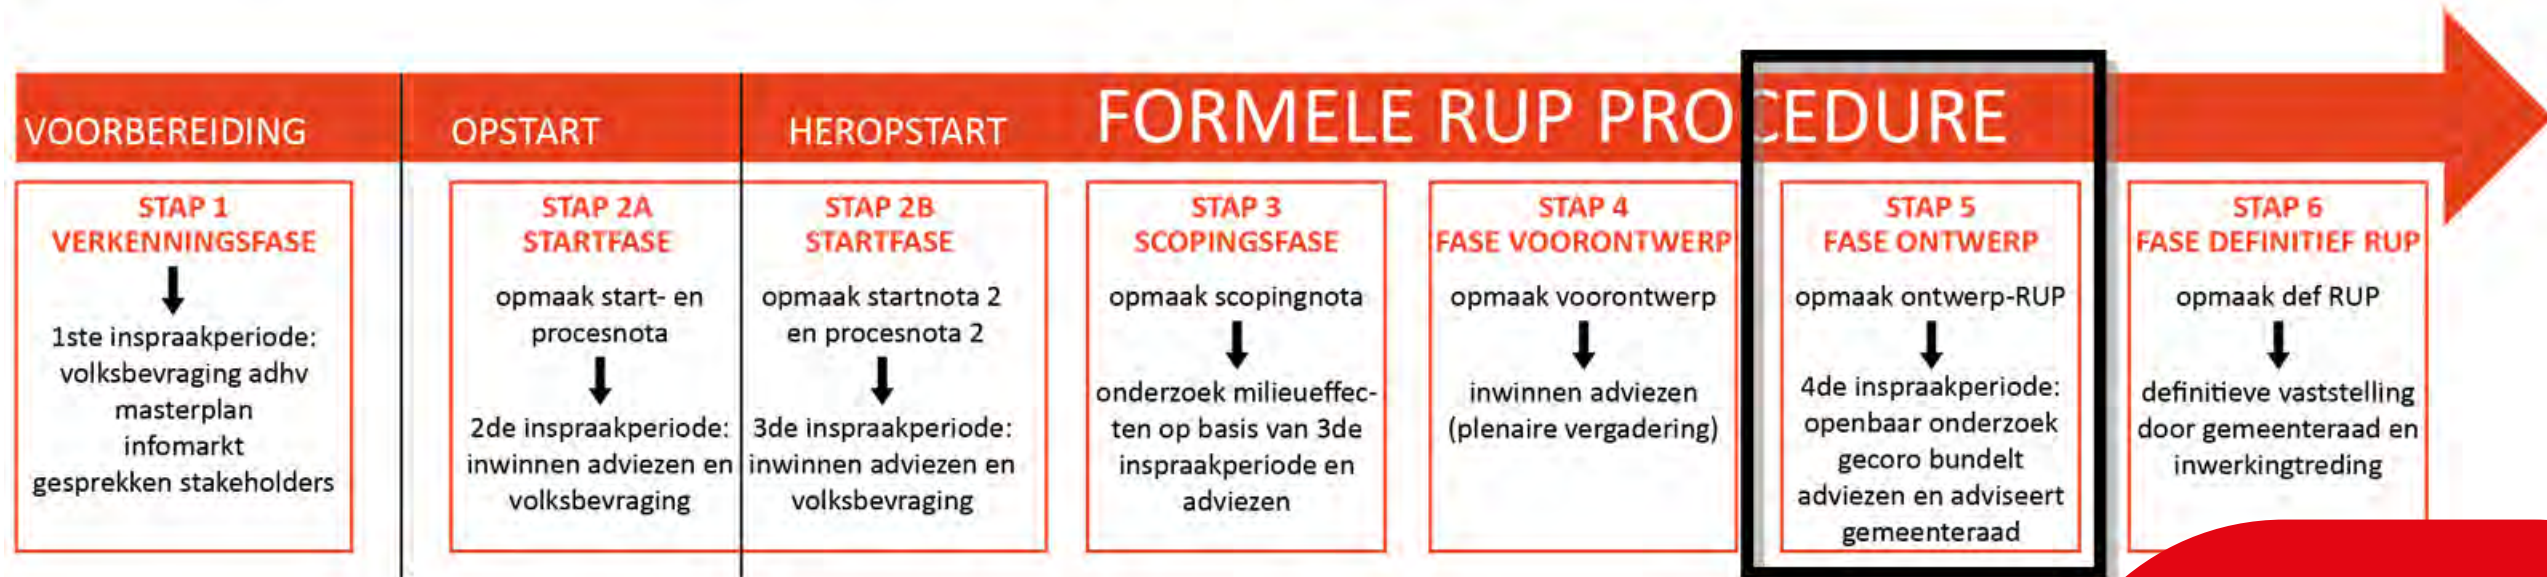 VOORBEREIDING
OPSTART
HEROPSTART
FORMELE RUP PROCEDURE
STAP 1
VERKENNINGSFASE
1ste inspraakperiode:
volksbevraging adhv
masterplan
infomarkt
gesprekken stakeholders
STAP 2A
STARTFASE
opmaak start- en
procesnota
2de inspraakperiode:
inwinnen adviezen en
volksbevraging
STAP 2B
STARTFASE
opmaak startnota 2
en procesnota 2
3de inspraakperiode:
inwinnen adviezen en
volksbevraging
STAP 3
SCOPINGSFASE
opmaak scopingnota
onderzoek milieueffec-
ten op basis van 3de
inspraakperiode en
adviezen
STAP 4
FASE VOORONTWERP
opmaak voorontwerp
inwinnen adviezen
(plenaire vergadering)
STAP 5
FASE ONTWERP
opmaak ontwerp-RUP
4de inspraakperiode:
openbaar onderzoek
gecoro bundelt
adviezen en adviseert
gemeenteraad
STAP 6
FASE DEFINITIEF RUP
opmaak def RUP
definitieve vaststelling
door gemeenteraad en
inwerkingtreding